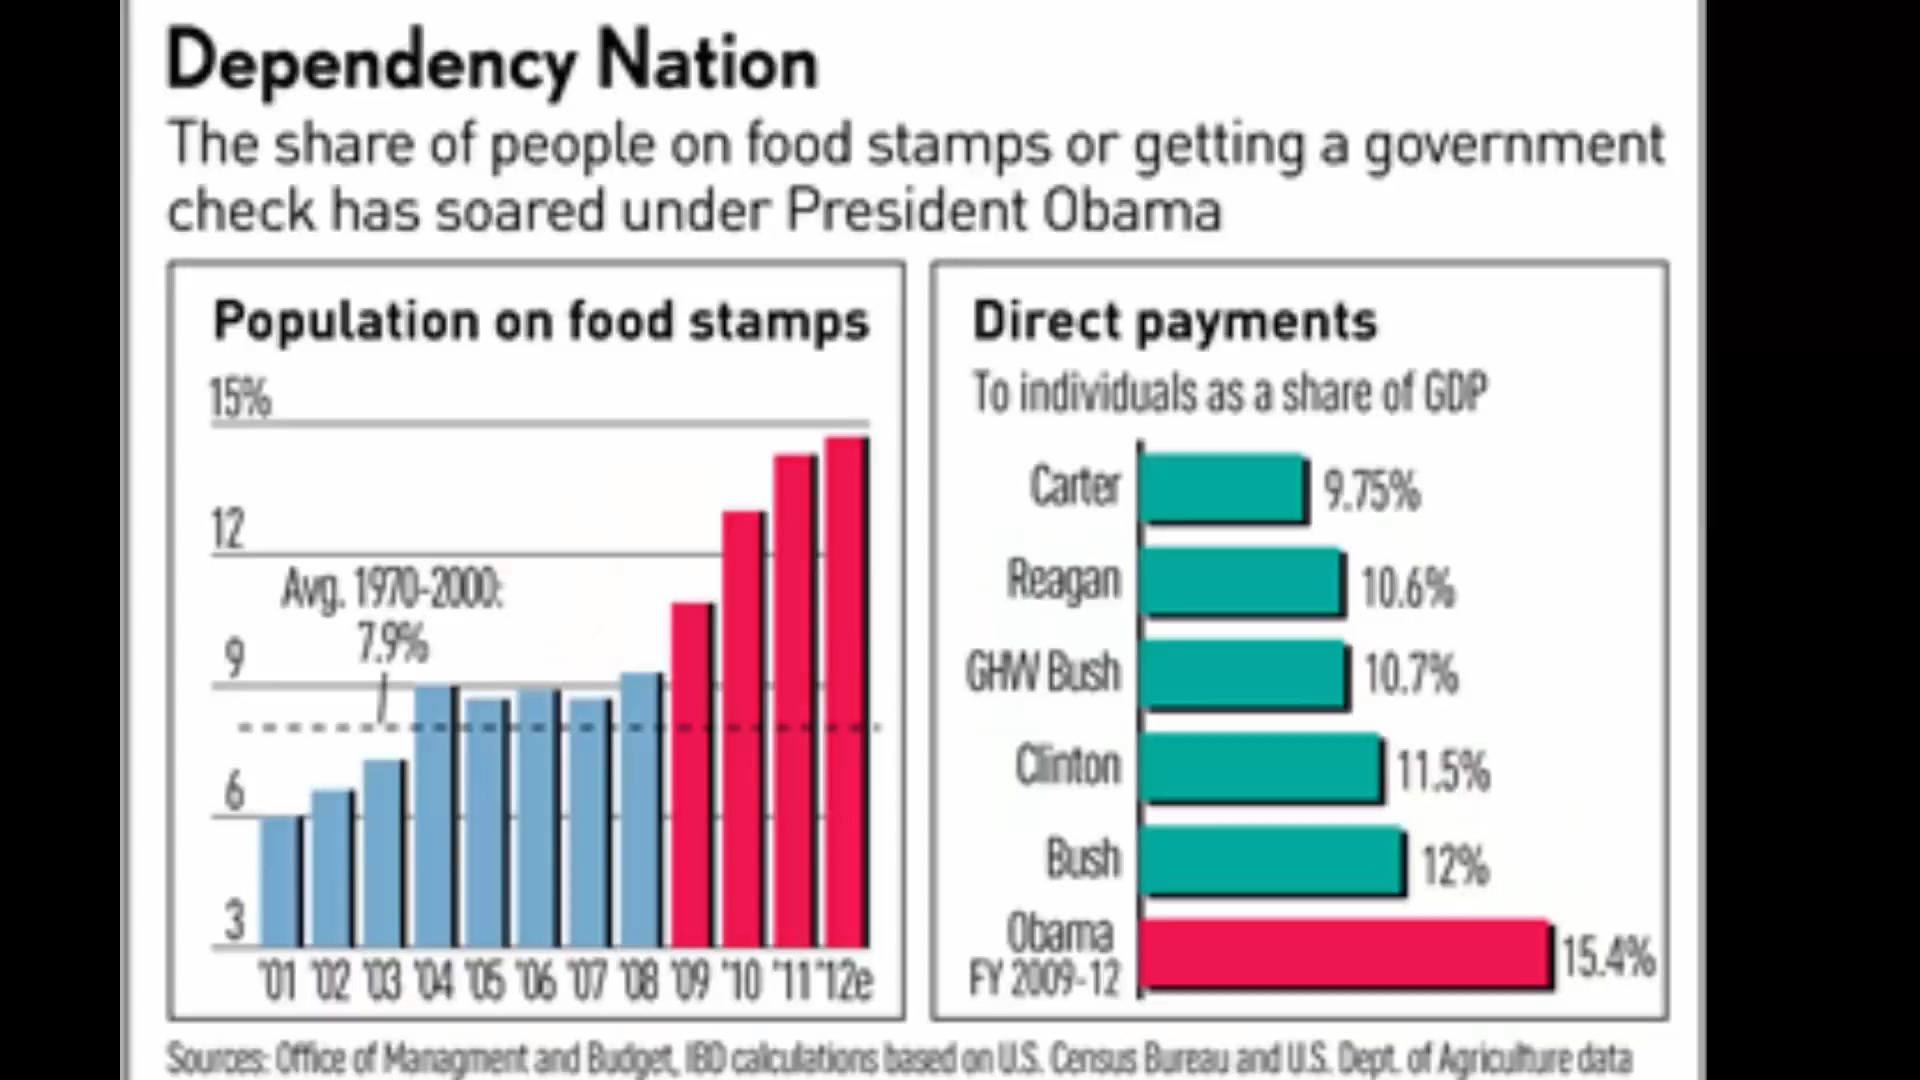 Dependency Nation
The share of people on food stamps or getting a government
check has soared under President Obama
Population on food stamps
15%
12
Avg. 1970-2000:
7.9%
9
6
3
'01 '02 '03 '04 '05 '06 '07 '08 '09 '10 '11 '12e
Direct payments
To individuals as a share of GDP
Carter 9.75%
Reagan 10.6%
GHW Bush 10.7%
Clinton 11.5%
Bush 12%
Obama
FY 2009-12 15.4%
Sources: Office of Managment and Budget, IBD calculations based on U.S. Census Bureau and U.S. Dept. of Agriculture data